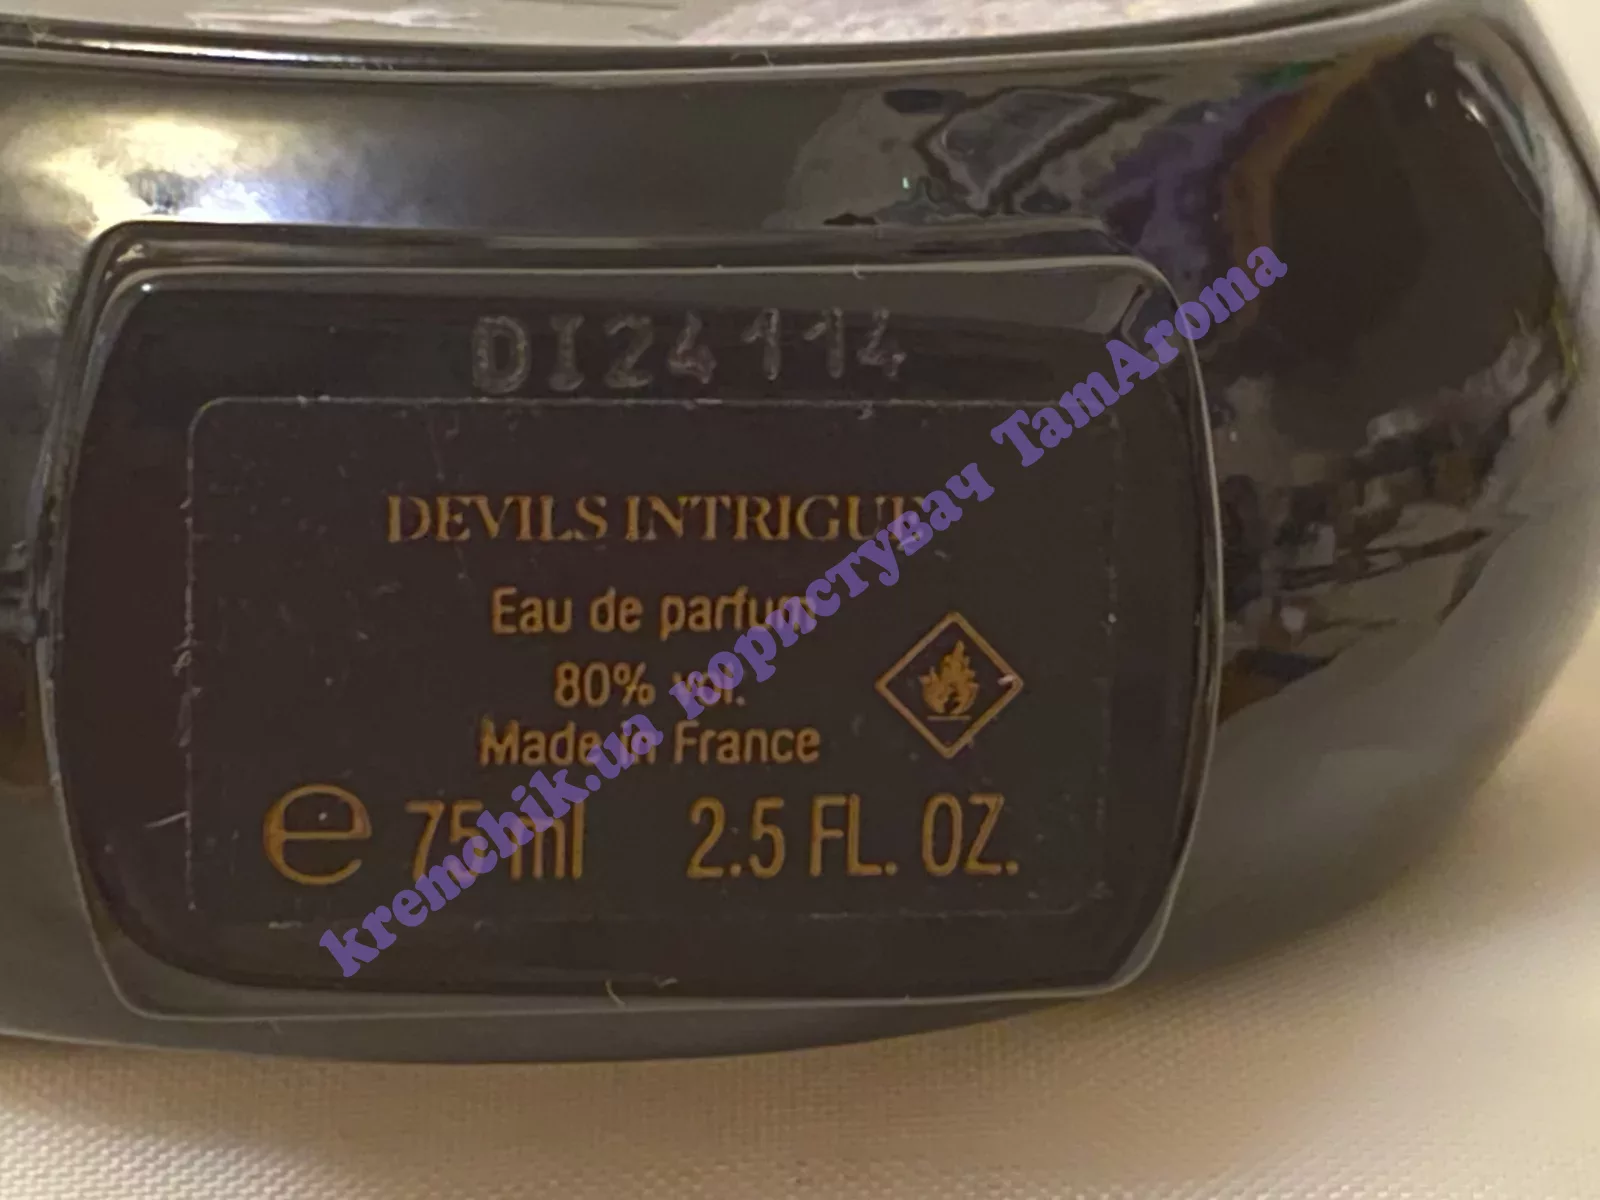 DI24114
DEVILS INTRIGUE
Eau de parfum
80% vol.
Made in France
e 75 ml 2.5 FL. OZ.
kremchik.ua користувач TamAroma